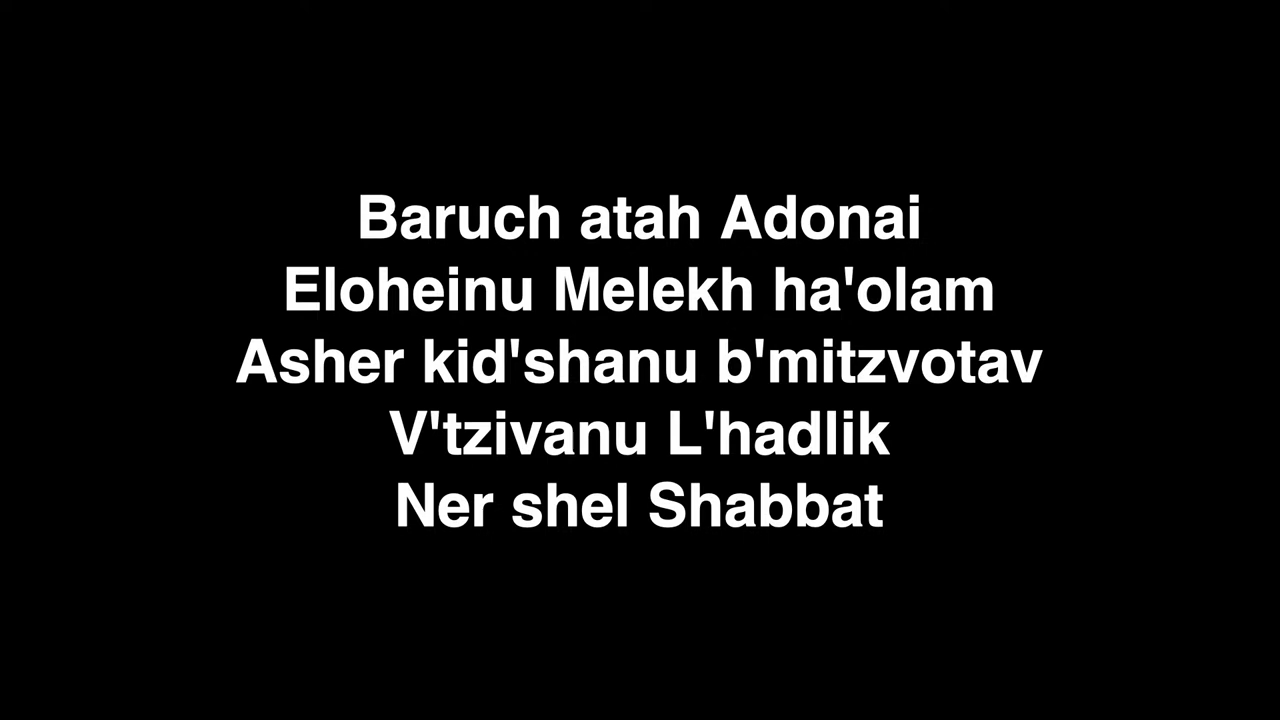 Baruch atah Adonai
Eloheinu Melekh ha'olam
Asher kid'shanu b'mitzvotav
V'tzivanu L'hadlik
Ner shel Shabbat